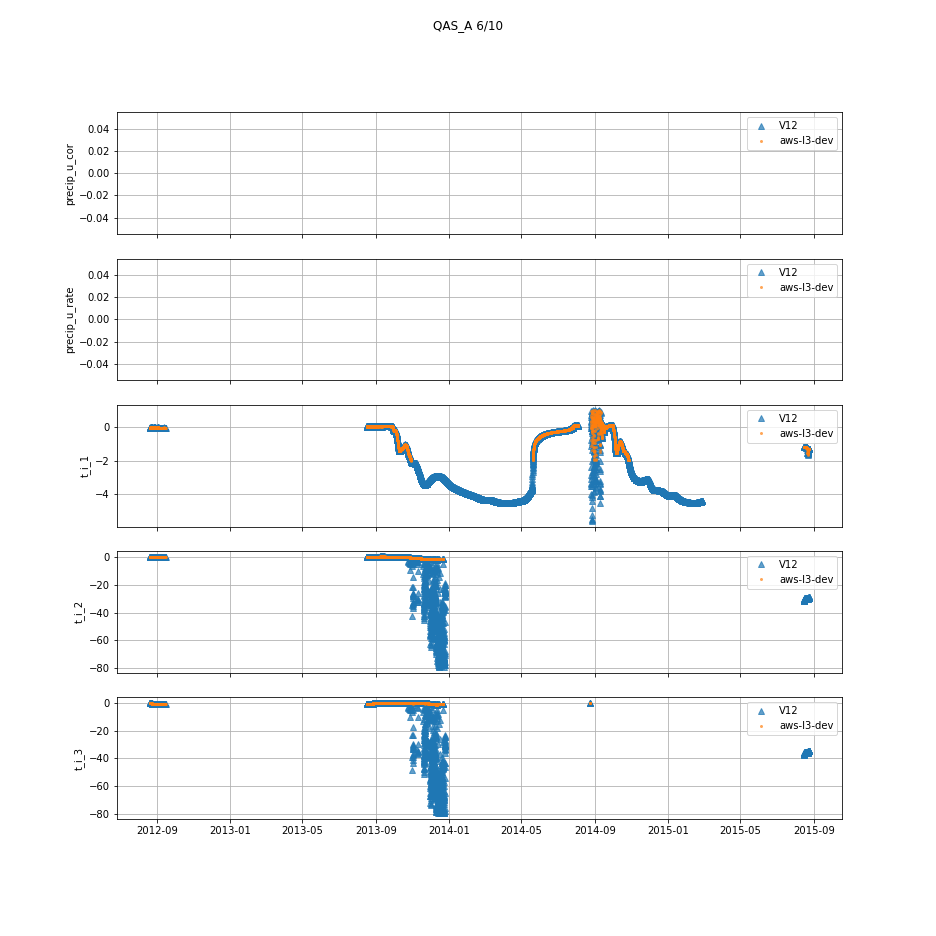 QAS_A 6/10
precip_u_cor
0.04
0.02
0.00
−0.02
−0.04
V12
aws-l3-dev
precip_u_rate
0.04
0.02
0.00
−0.02
−0.04
V12
aws-l3-dev
t_i_1
0
−2
−4
V12
aws-l3-dev
t_i_2
0
−20
−40
−60
−80
V12
aws-l3-dev
t_i_3
0
−20
−40
−60
−80
V12
aws-l3-dev
2012-09 2013-01 2013-05 2013-09 2014-01 2014-05 2014-09 2015-01 2015-05 2015-09